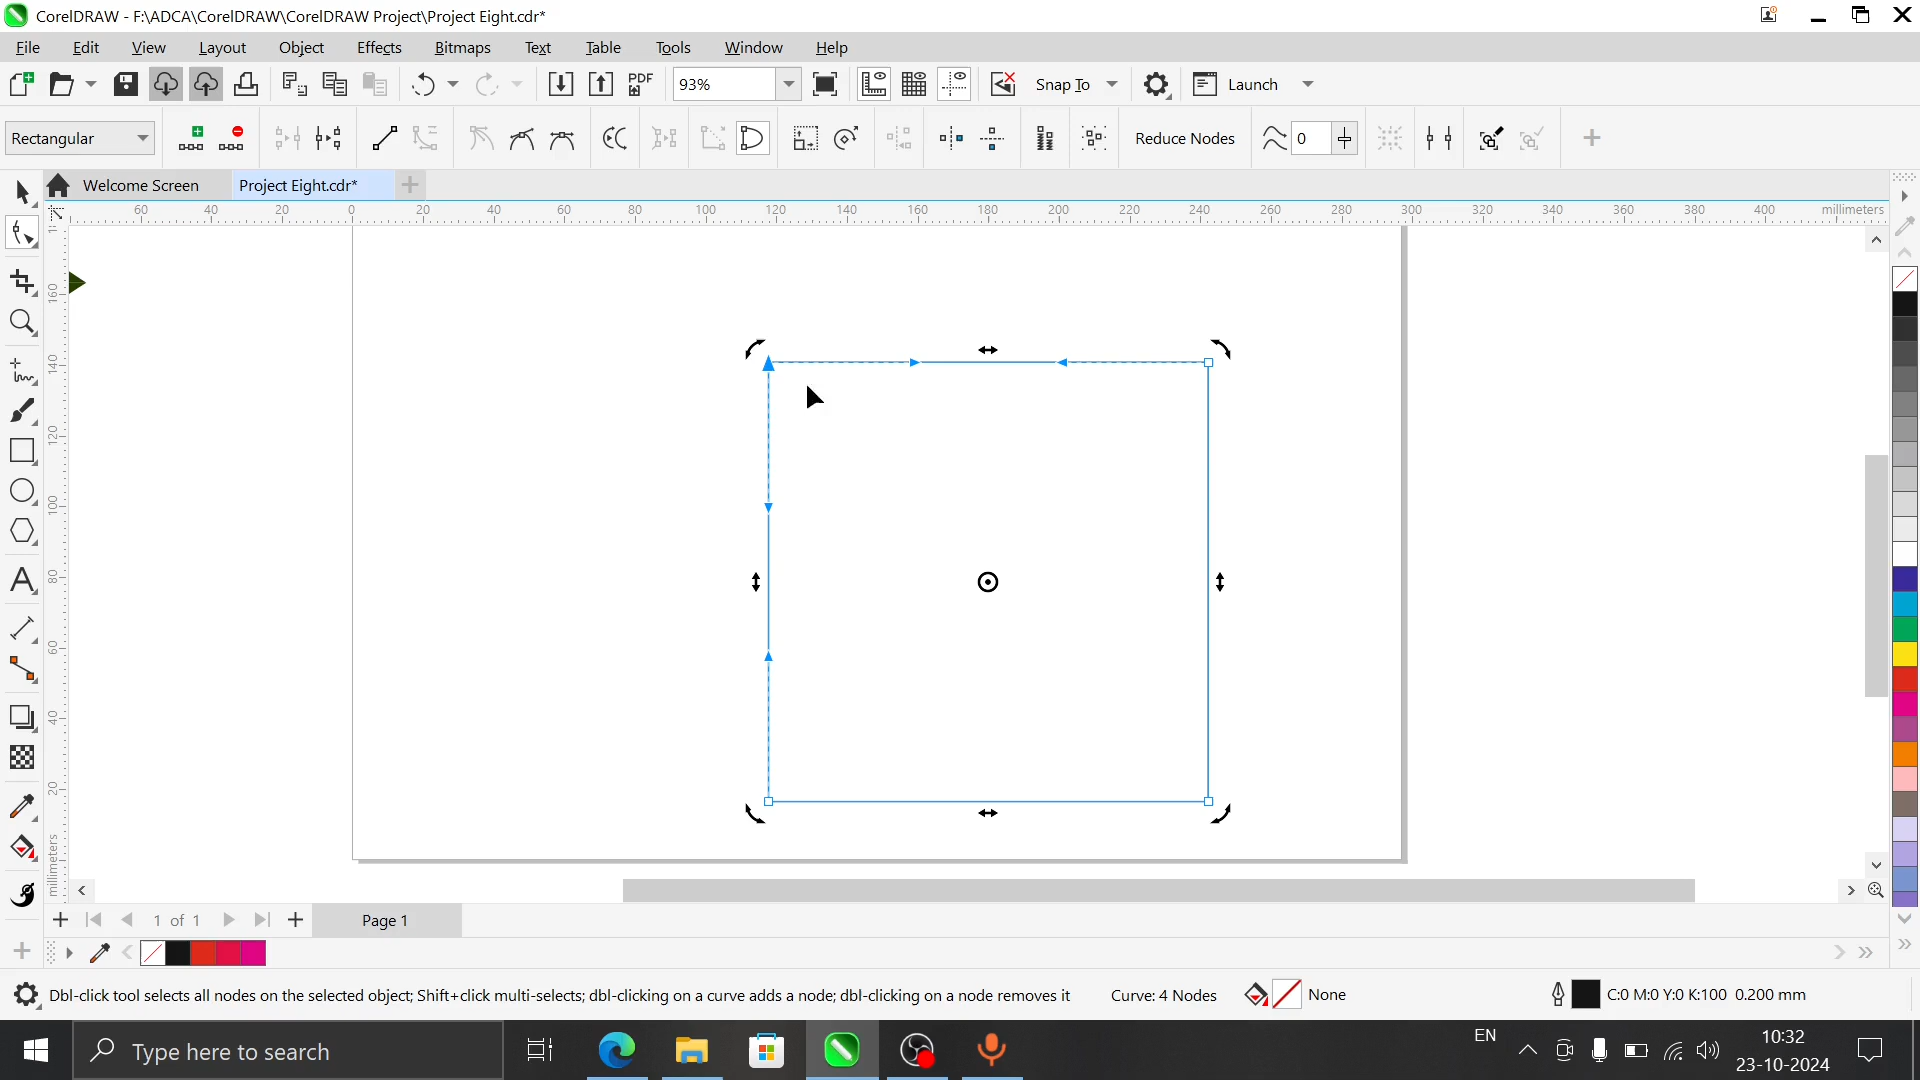 CorelDRAW - F:\ADCA\CorelDRAW\CorelDRAW Project\Project Eight.cdr*
File Edit View Layout Object Effects Bitmaps Text Table Tools Window Help
PDF 93% Snap To Launch
Rectangular Reduce Nodes 0
Welcome Screen Project Eight.cdr*
60 40 20 0 20 40 60 80 100 120 140 160 180 200 220 240 260 280 300 320 340 360 380 400 millimeters
160
140
120
100
80
60
40
20
millimeters
1 of 1 Page 1
Dbl-click tool selects all nodes on the selected object; Shift+click multi-selects; dbl-clicking on a curve adds a node; dbl-clicking on a node removes it Curve: 4 Nodes None C:0 M:0 Y:0 K:100 0.200 mm
Type here to search EN 10:32
23-10-2024